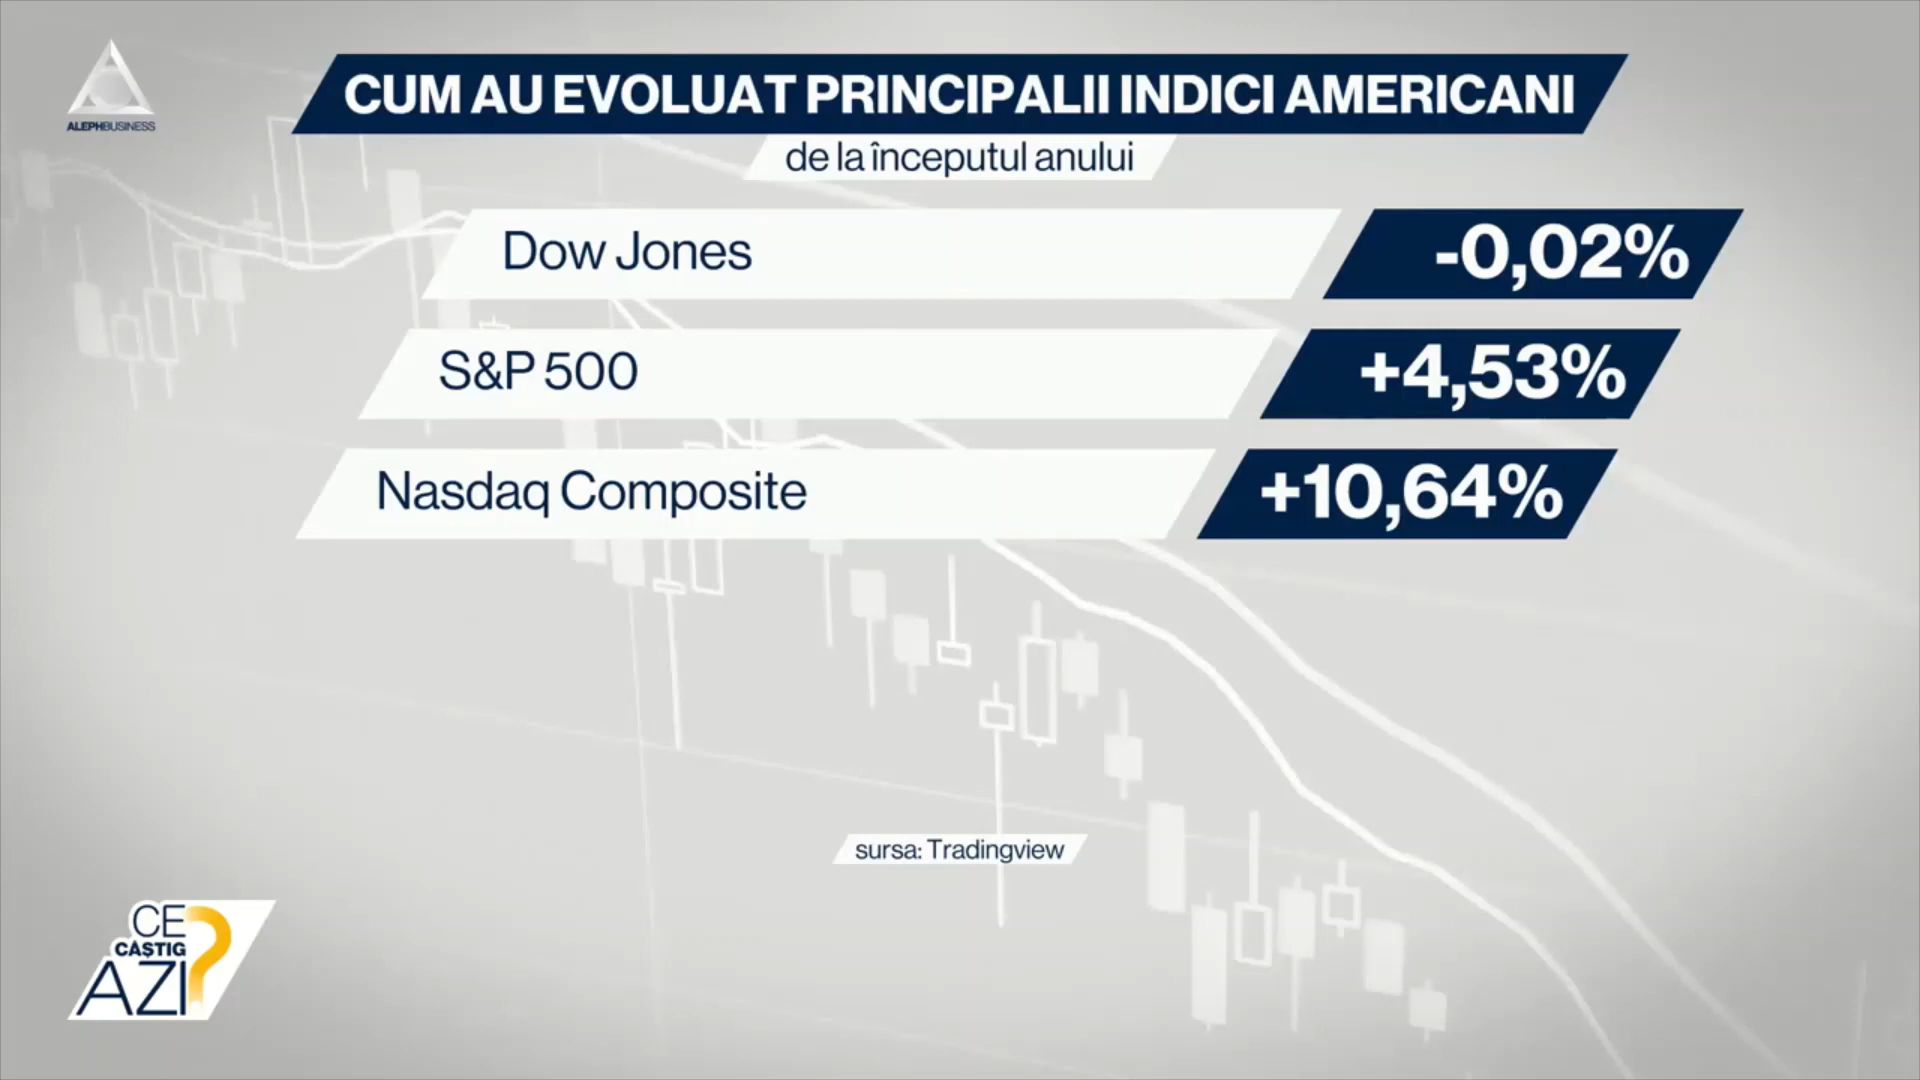 ALEPHBUSINESS
CUM AU EVOLUAT PRINCIPALII INDICI AMERICANI
de la începutul anului
Dow Jones -0,02%
S&P 500 +4,53%
Nasdaq Composite +10,64%
sursa: Tradingview
CE
CÂȘTIG
AZI?